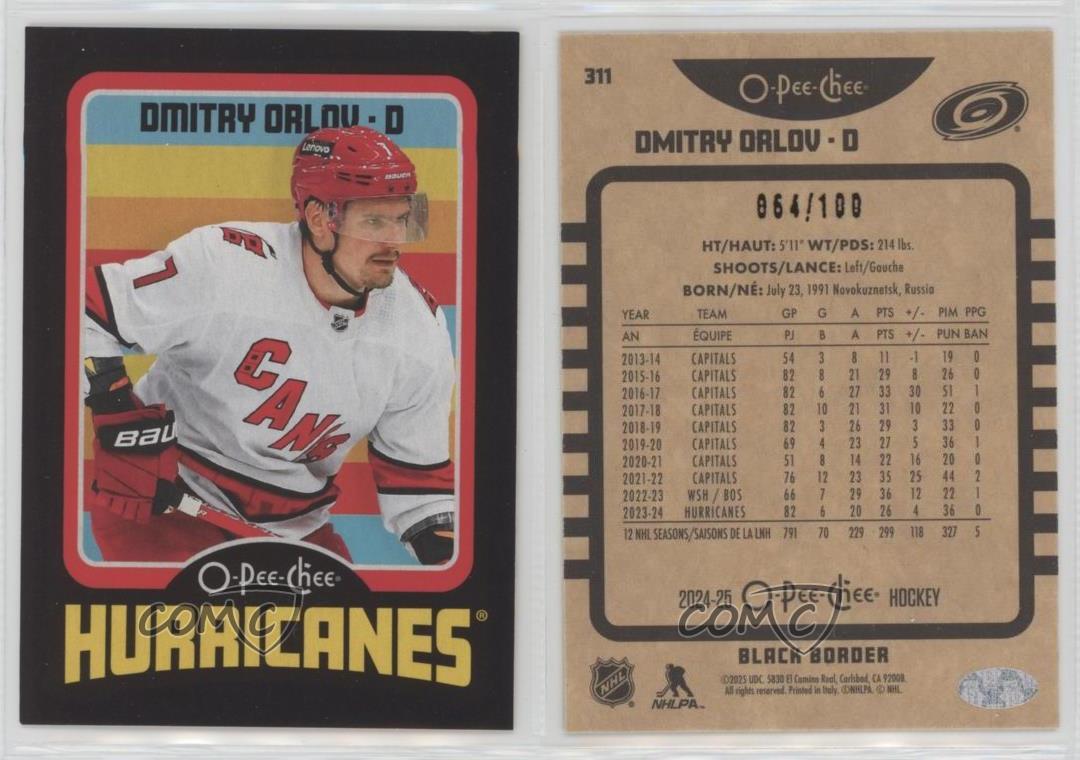 DMITRY ORLOV · D
Lenovo
BAUER
7
7
CANES
BAU
O-Pee-Chee®
HURRICANES®
COMC
311
O-Pee-Chee®
DMITRY ORLOV · D
064/100
HT/HAUT: 5'11" WT/PDS: 214 lbs.
SHOOTS/LANCE: Left/Gauche
BORN/NÉ: July 23, 1991 Novokuznetsk, Russia
YEAR TEAM GP G A PTS +/- PIM PPG
AN ÉQUIPE PJ B A PTS +/- PUN BAN
2013-14 CAPITALS 54 3 8 11 -1 19 0
2015-16 CAPITALS 82 8 21 29 8 26 0
2016-17 CAPITALS 82 6 27 33 30 51 1
2017-18 CAPITALS 82 10 21 31 10 22 0
2018-19 CAPITALS 82 3 26 29 3 33 0
2019-20 CAPITALS 69 4 23 27 5 36 1
2020-21 CAPITALS 51 8 14 22 16 20 0
2021-22 CAPITALS 76 12 23 35 25 44 2
2022-23 WSH / BOS 66 7 29 36 12 22 1
2023-24 HURRICANES 82 6 20 26 4 36 0
12 NHL SEASONS/SAISONS DE LA LNH 791 70 229 299 118 327 5
2024-25 O-Pee-Chee® HOCKEY
COMC
BLACK BORDER
NHL
NHLPA™
©2025 UDC. 5830 El Camino Real, Carlsbad, CA 92008.
All rights reserved. Printed in Italy. ©NHLPA. © NHL.